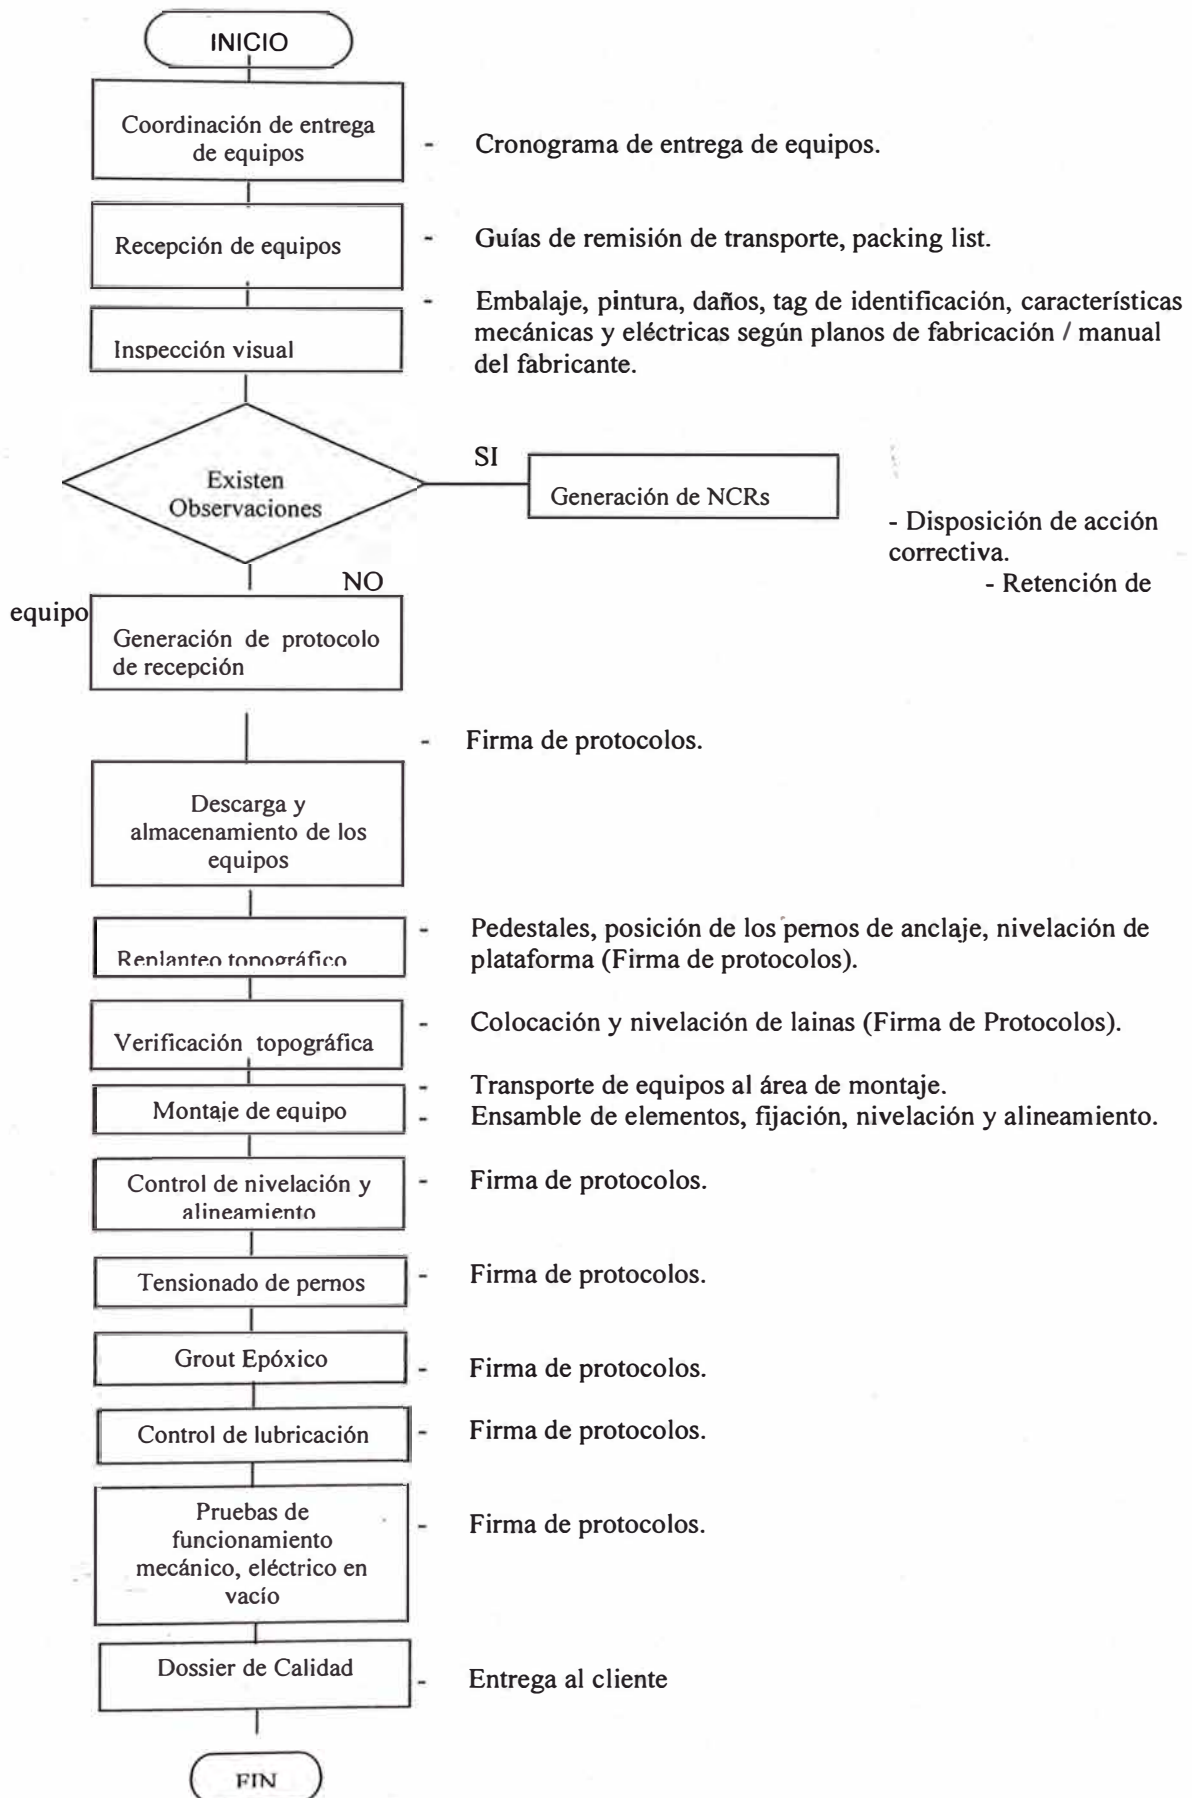 INICIO
Coordinación de entrega
de equipos
- Cronograma de entrega de equipos.
Recepción de equipos
- Guías de remisión de transporte, packing list.
- Embalaje, pintura, daños, tag de identificación, características
mecánicas y eléctricas según planos de fabricación / manual
del fabricante.
Inspección visual
Existen
Observaciones
SI
Generación de NCRs
- Disposición de acción
correctiva.
- Retención de
NO
equipo
Generación de protocolo
de recepción
- Firma de protocolos.
Descarga y
almacenamiento de los
equipos
Replanteo topográfico
- Pedestales, posición de los pernos de anclaje, nivelación de
plataforma (Firma de protocolos).
Verificación topográfica
- Colocación y nivelación de lainas (Firma de Protocolos).
Montaje de equipo
- Transporte de equipos al área de montaje.
- Ensamble de elementos, fijación, nivelación y alineamiento.
Control de nivelación y
alineamiento
- Firma de protocolos.
Tensionado de pernos
- Firma de protocolos.
Grout Epóxico
- Firma de protocolos.
Control de lubricación
- Firma de protocolos.
Pruebas de
funcionamiento
mecánico, eléctrico en
vacío
- Firma de protocolos.
Dossier de Calidad
- Entrega al cliente
FIN